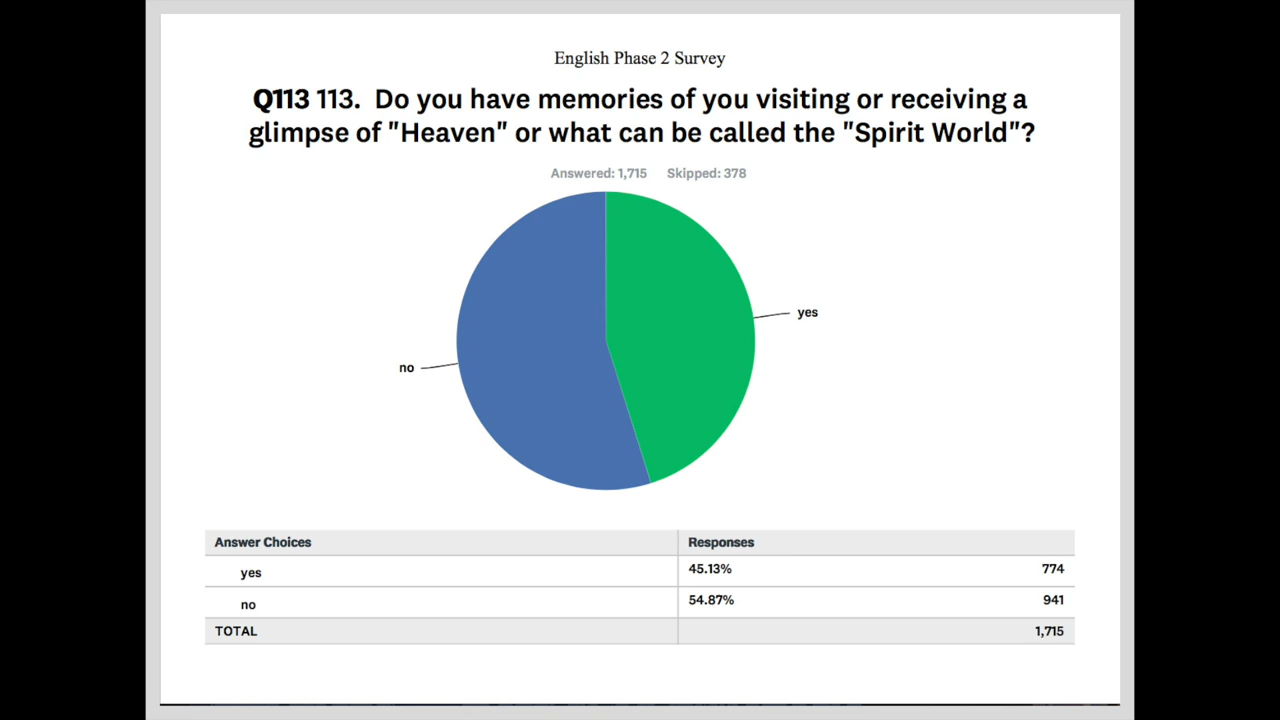 English Phase 2 Survey
Q113 113. Do you have memories of you visiting or receiving a
glimpse of "Heaven" or what can be called the "Spirit World"?
Answered: 1,715 Skipped: 378
yes
no
Answer Choices Responses
yes 45.13% 774
no 54.87% 941
TOTAL 1,715